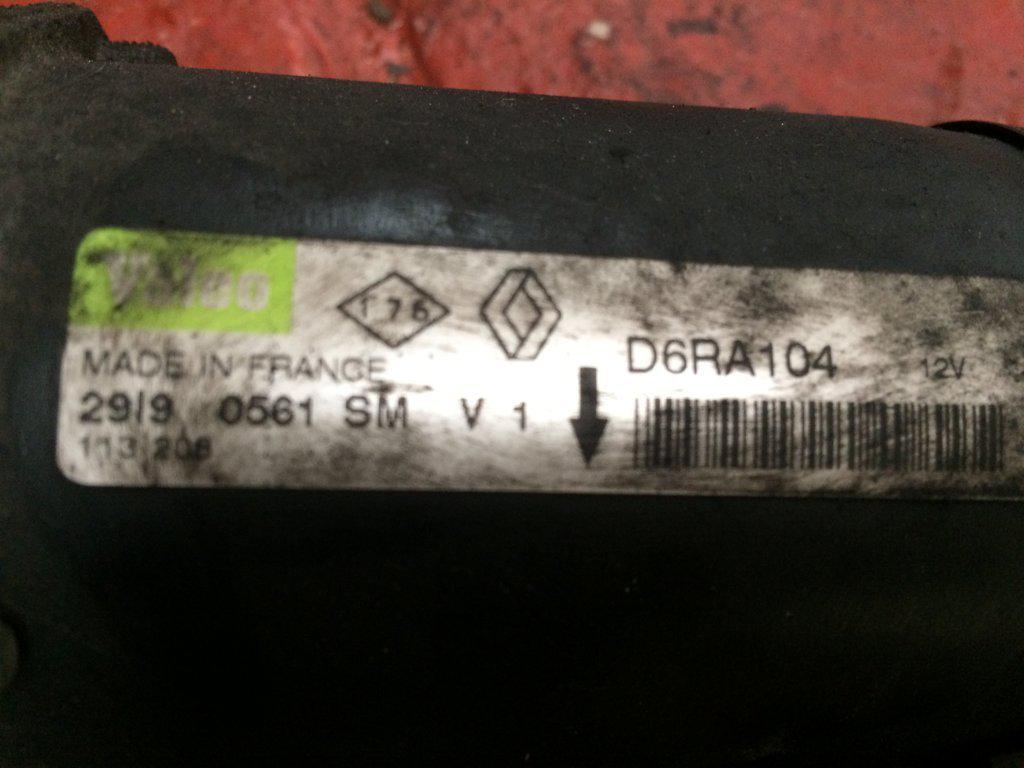 Valeo
176
MADE IN FRANCE
29/9 0561 SM V 1
113 206
D6RA104 12V